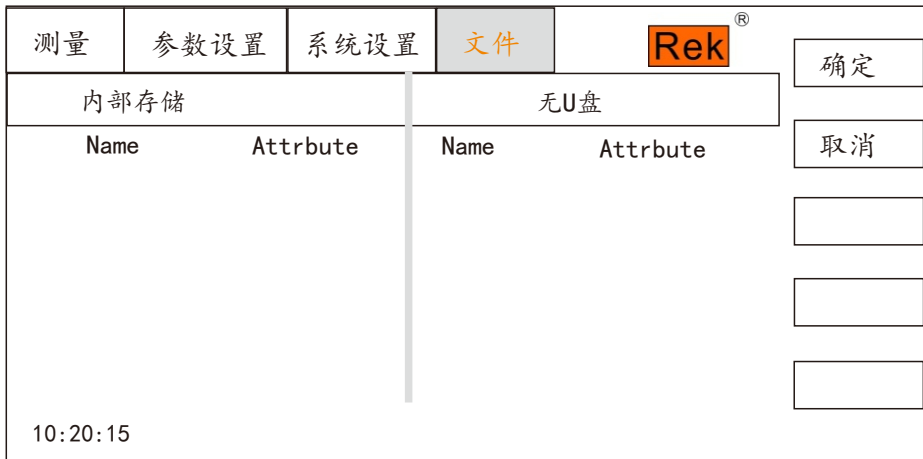 测量 参数设置 系统设置 文件 Rek®
确定
内部存储 无U盘
Name Attrbute Name Attrbute
取消
10:20:15